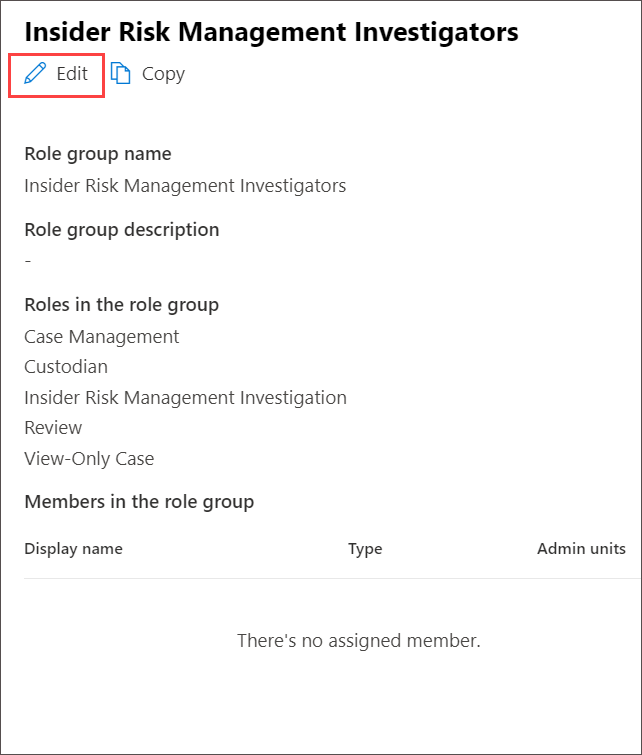 Insider Risk Management Investigators
Edit Copy
Role group name
Insider Risk Management Investigators
Role group description
-
Roles in the role group
Case Management
Custodian
Insider Risk Management Investigation
Review
View-Only Case
Members in the role group
Display name Type Admin units
There's no assigned member.